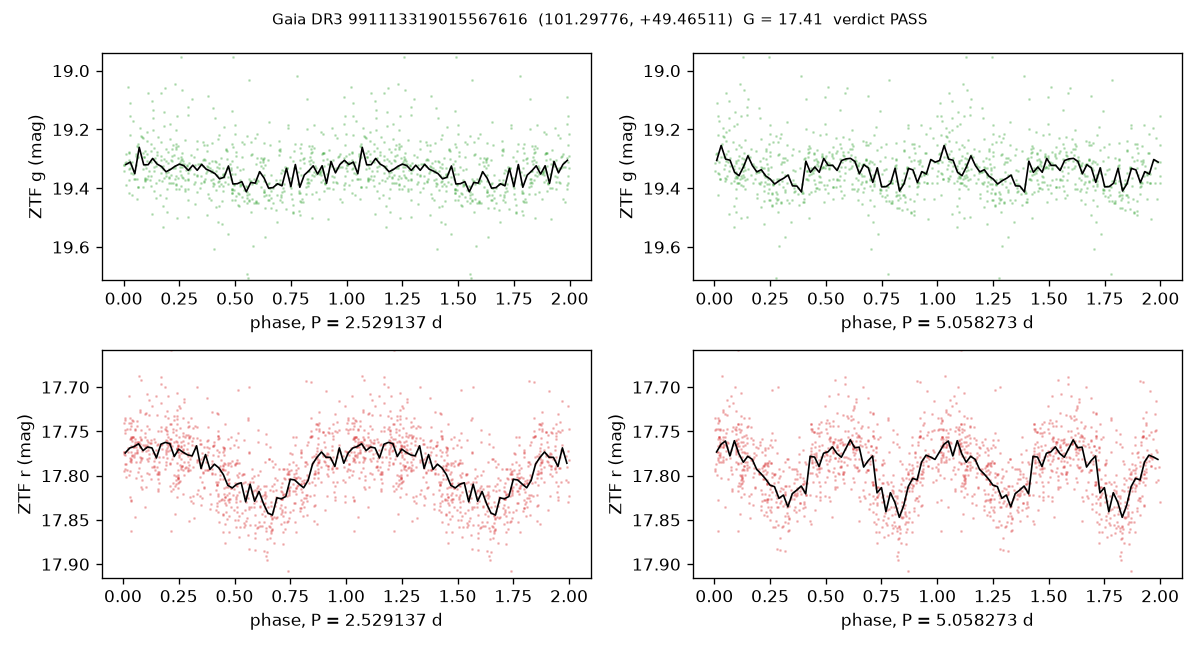 Gaia DR3 991113319015567616  (101.29776, +49.46511)  G = 17.41  verdict PASS
ZTF g (mag)
19.0
19.2
19.4
19.6
0.00 0.25 0.50 0.75 1.00 1.25 1.50 1.75 2.00
phase, P = 2.529137 d
ZTF g (mag)
19.0
19.2
19.4
19.6
0.00 0.25 0.50 0.75 1.00 1.25 1.50 1.75 2.00
phase, P = 5.058273 d
ZTF r (mag)
17.70
17.75
17.80
17.85
17.90
0.00 0.25 0.50 0.75 1.00 1.25 1.50 1.75 2.00
phase, P = 2.529137 d
ZTF r (mag)
17.70
17.75
17.80
17.85
17.90
0.00 0.25 0.50 0.75 1.00 1.25 1.50 1.75 2.00
phase, P = 5.058273 d